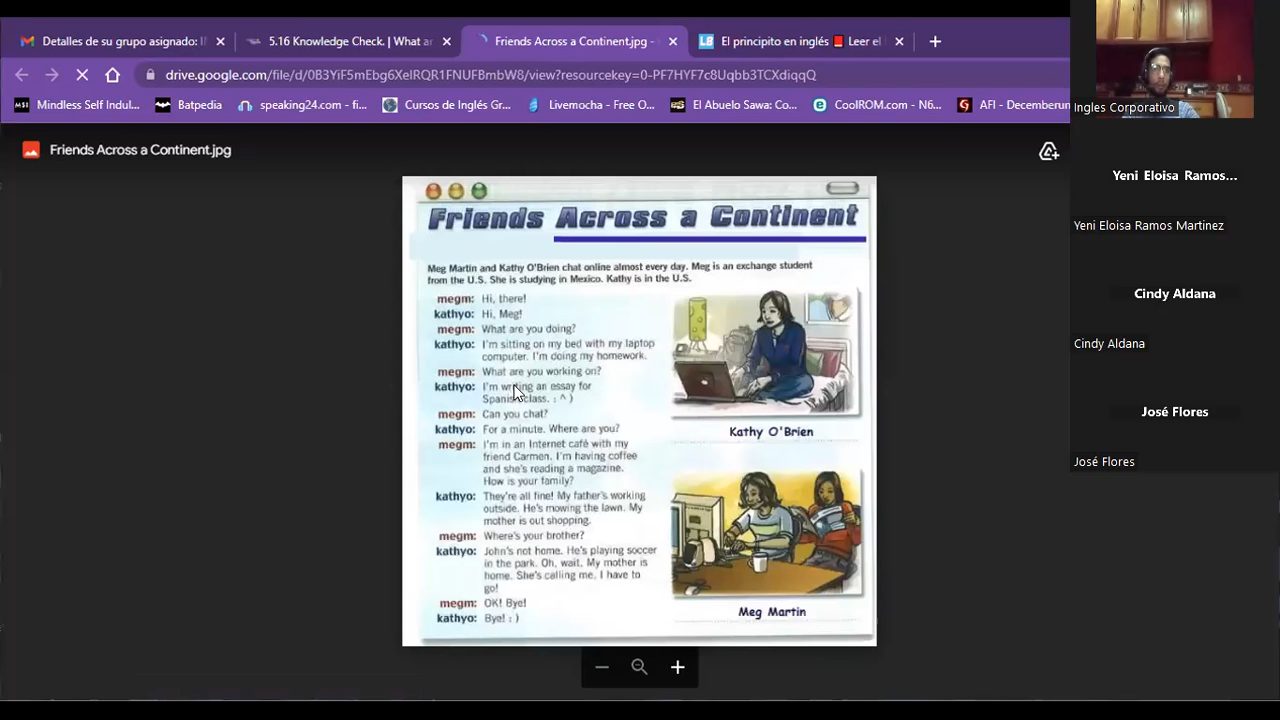 Detalles de su grupo asignado: I
5.16 Knowledge Check. | What ar
Friends Across a Continent.jpg -
LB El principito en inglés Leer el
drive.google.com/file/d/0B3YiF5mEbg6XelRQR1FNUFBmbW8/view?resourcekey=0-PF7HYF7c8Uqbb3TCXdiqqQ
MSI Mindless Self Indul...
Batpedia
speaking24.com - fi...
Cursos de Inglés Gr...
Livemocha - Free O...
El Abuelo Sawa: Co...
CoolROM.com - N6...
AFI - Decemberun
Friends Across a Continent.jpg
Friends Across a Continent
Meg Martin and Kathy O'Brien chat online almost every day. Meg is an exchange student
from the U.S. She is studying in Mexico. Kathy is in the U.S.
megm: Hi, there!
kathyo: Hi, Meg!
megm: What are you doing?
kathyo: I'm sitting on my bed with my laptop
computer. I'm doing my homework.
megm: What are you working on?
kathyo: I'm writing an essay for
Spanish class. : ^ )
megm: Can you chat?
kathyo: For a minute. Where are you?
megm: I'm in an Internet café with my
friend Carmen. I'm having coffee
and she's reading a magazine.
How is your family?
kathyo: They're all fine! My father's working
outside. He's mowing the lawn. My
mother is out shopping.
megm: Where's your brother?
kathyo: John's not home. He's playing soccer
in the park. Oh, wait. My mother is
home. She's calling me. I have to
go!
megm: OK! Bye!
kathyo: Bye! : )
Kathy O'Brien
Meg Martin
Ingles Corporativo
Yeni Eloisa Ramos...
Yeni Eloisa Ramos Martinez
Cindy Aldana
Cindy Aldana
José Flores
José Flores